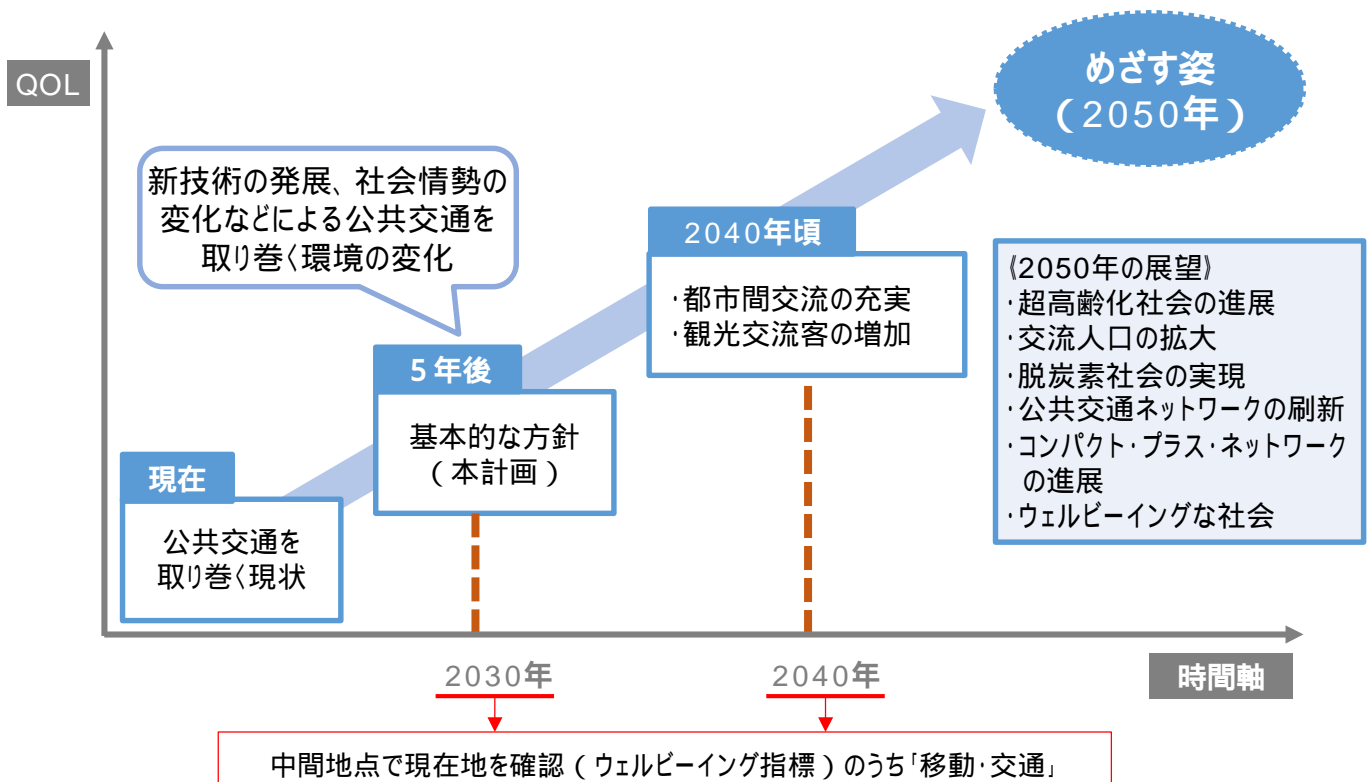 QOL
めざす姿
(2050年)
新技術の発展、社会情勢の
変化などによる公共交通を
取り巻く環境の変化
2040年頃
・都市間交流の充実
・観光交流客の増加
《2050年の展望》
・超高齢化社会の進展
・交流人口の拡大
・脱炭素社会の実現
・公共交通ネットワークの刷新
・コンパクト・プラス・ネットワーク
の進展
・ウェルビーイングな社会
5年後
基本的な方針
(本計画)
現在
公共交通を
取り巻く現状
2030年
2040年
時間軸
中間地点で現在地を確認(ウェルビーイング指標)のうち「移動・交通」